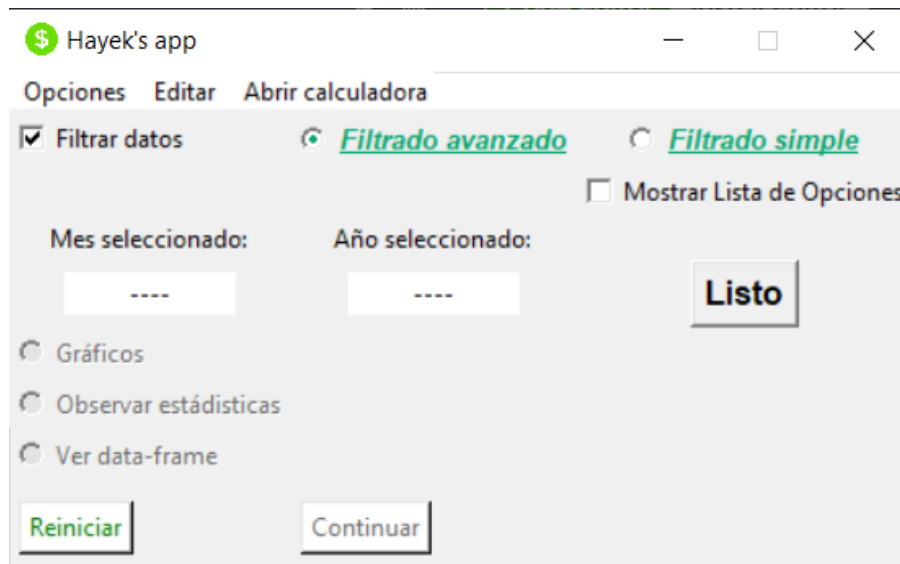 $ Hayek's app
Opciones Editar Abrir calculadora
Filtrar datos Filtrado avanzado Filtrado simple
Mostrar Lista de Opciones
Mes seleccionado: Año seleccionado:
---- ---- Listo
Gráficos
Observar estádisticas
Ver data-frame
Reiniciar Continuar